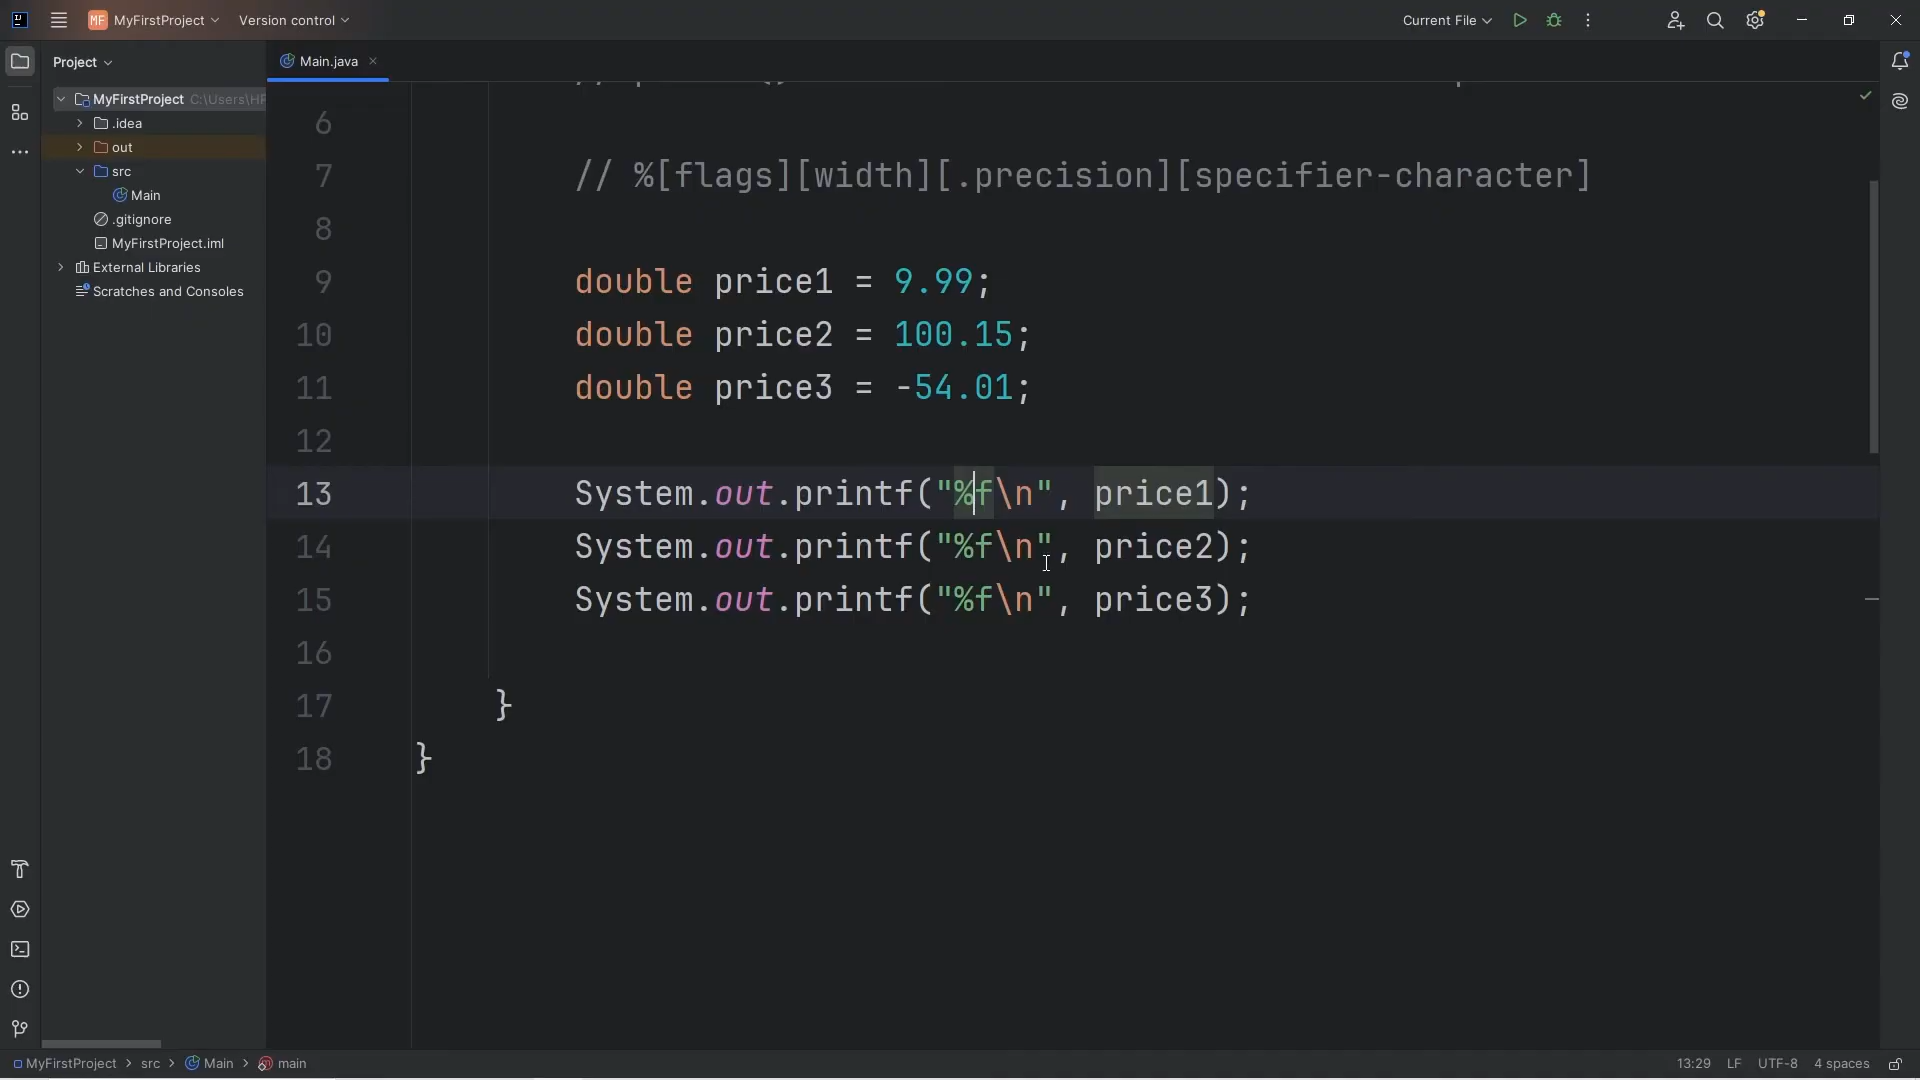 MF MyFirstProject Version control Current File
Project
Main.java
MyFirstProject C:\Users\HP
.idea
out
src
Main
.gitignore
MyFirstProject.iml
External Libraries
Scratches and Consoles
6
7 // %[flags][width][.precision][specifier-character]
8
9 double price1 = 9.99;
10 double price2 = 100.15;
11 double price3 = -54.01;
12
13 System.out.printf("%f\n", price1);
14 System.out.printf("%f\n", price2);
15 System.out.printf("%f\n", price3);
16
17 }
18 }
MyFirstProject > src > Main > main 13:29 LF UTF-8 4 spaces